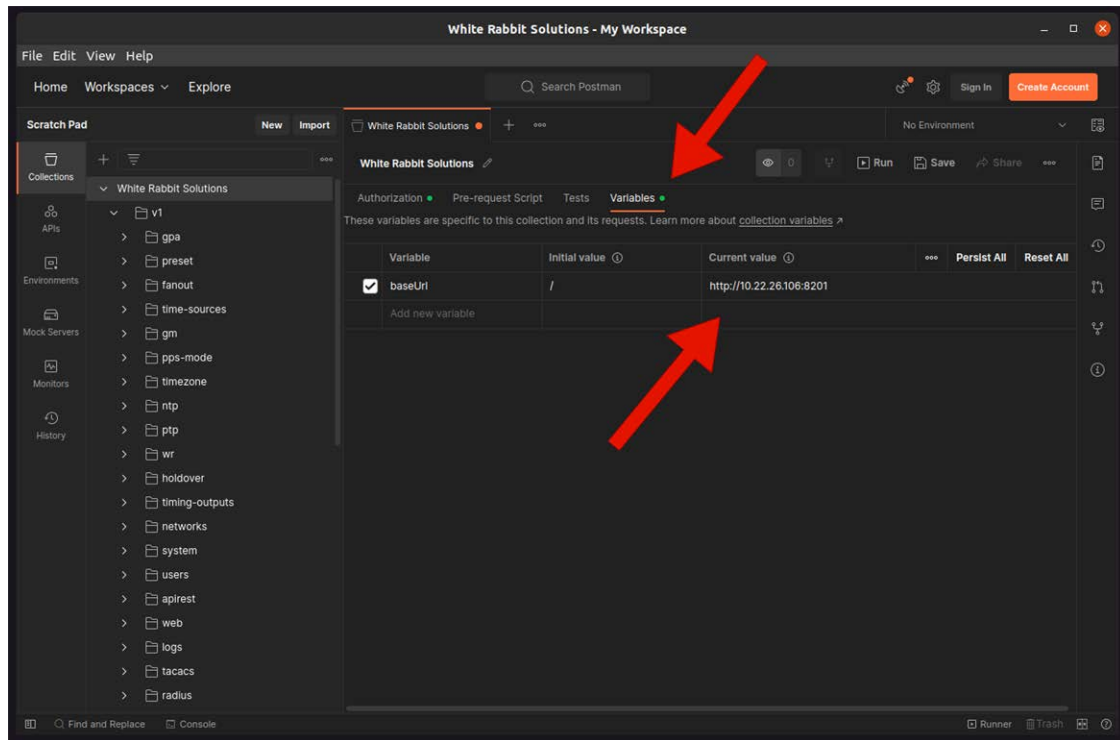 White Rabbit Solutions - My Workspace
File Edit View Help
Home Workspaces Explore Search Postman Sign In Create Account
Scratch Pad New Import White Rabbit Solutions No Environment
Collections
APIs
Environments
Mock Servers
Monitors
History
White Rabbit Solutions
v1
gpa
preset
fanout
time-sources
gm
pps-mode
timezone
ntp
ptp
wr
holdover
timing-outputs
networks
system
users
apirest
web
logs
tacacs
radius
White Rabbit Solutions 0 Run Save Share
Authorization Pre-request Script Tests Variables
These variables are specific to this collection and its requests. Learn more about collection variables
Variable Initial value Current value Persist All Reset All
baseUrl / http://10.22.26.106:8201
Add new variable
Find and Replace Console Runner Trash